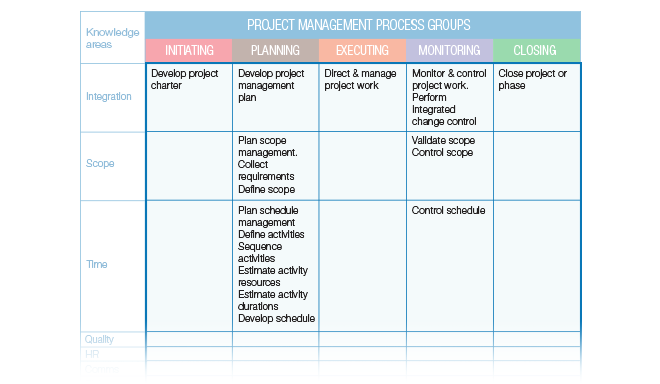 PROJECT MANAGEMENT PROCESS GROUPS
Knowledge
areas
INITIATING
PLANNING
EXECUTING
MONITORING
CLOSING
Integration
Develop project
charter
Develop project
management
plan
Direct & manage
project work
Monitor & control
project work.
Perform
Integrated
change control
Close project or
phase
Scope
Plan scope
management.
Collect
requirements
Define scope
Validate scope
Control scope
Time
Plan schedule
management
Define activities
Sequence
activities
Estimate activity
resources
Estimate activity
durations
Develop schedule
Control schedule
Quality
HR